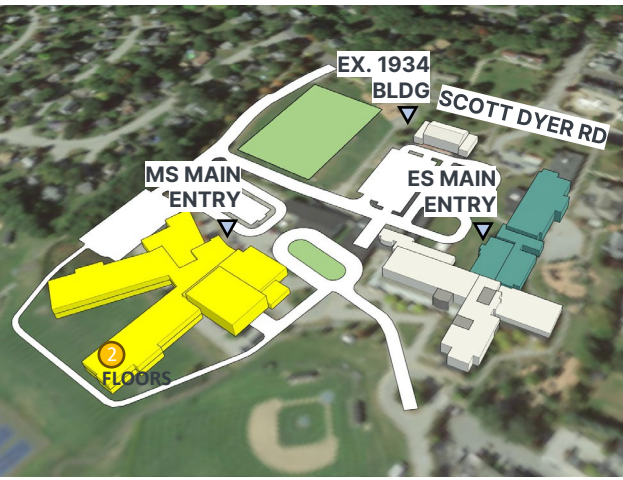 EX. 1934
BLDG
SCOTT DYER RD
MS MAIN
ENTRY
ES MAIN
ENTRY
2
FLOORS